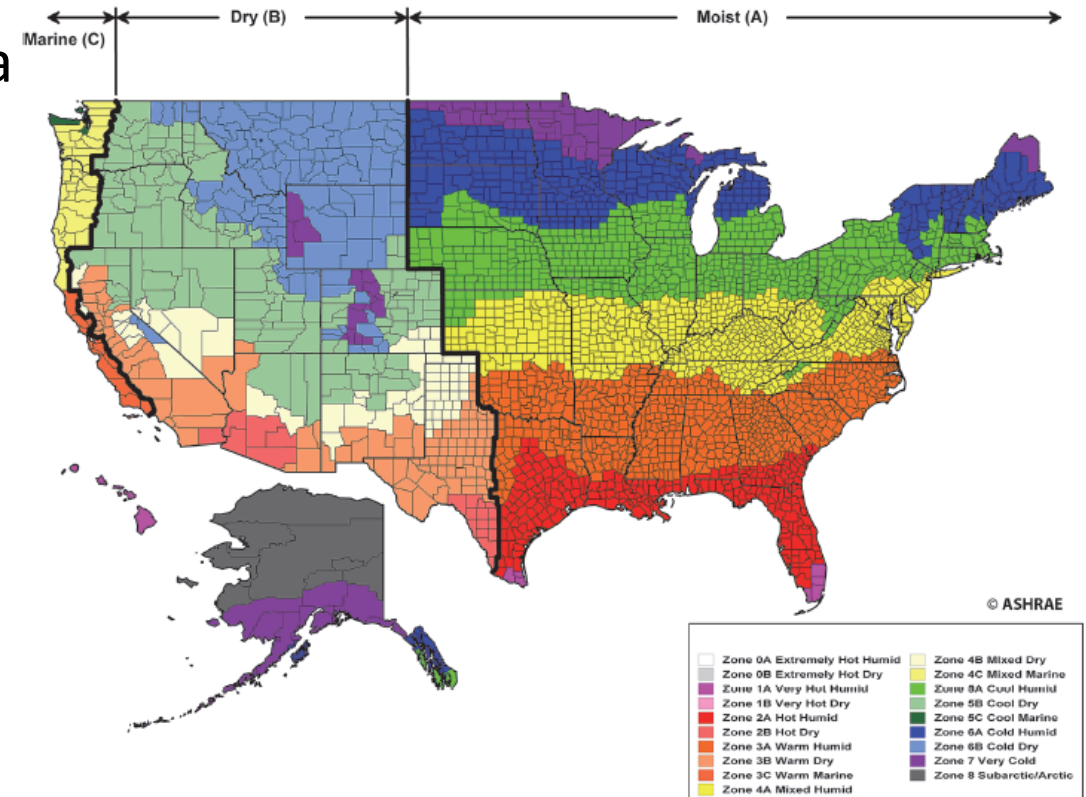 Marine (C)
Dry (B)
Moist (A)
a
© ASHRAE
Zone 0A Extremely Hot Humid
Zone 0B Extremely Hot Dry
Zone 1A Very Hot Humid
Zone 1B Very Hot Dry
Zone 2A Hot Humid
Zone 2B Hot Dry
Zone 3A Warm Humid
Zone 3B Warm Dry
Zone 3C Warm Marine
Zone 4A Mixed Humid
Zone 4B Mixed Dry
Zone 4C Mixed Marine
Zone 5A Cool Humid
Zone 5B Cool Dry
Zone 5C Cool Marine
Zone 6A Cold Humid
Zone 6B Cold Dry
Zone 7 Very Cold
Zone 8 Subarctic/Arctic